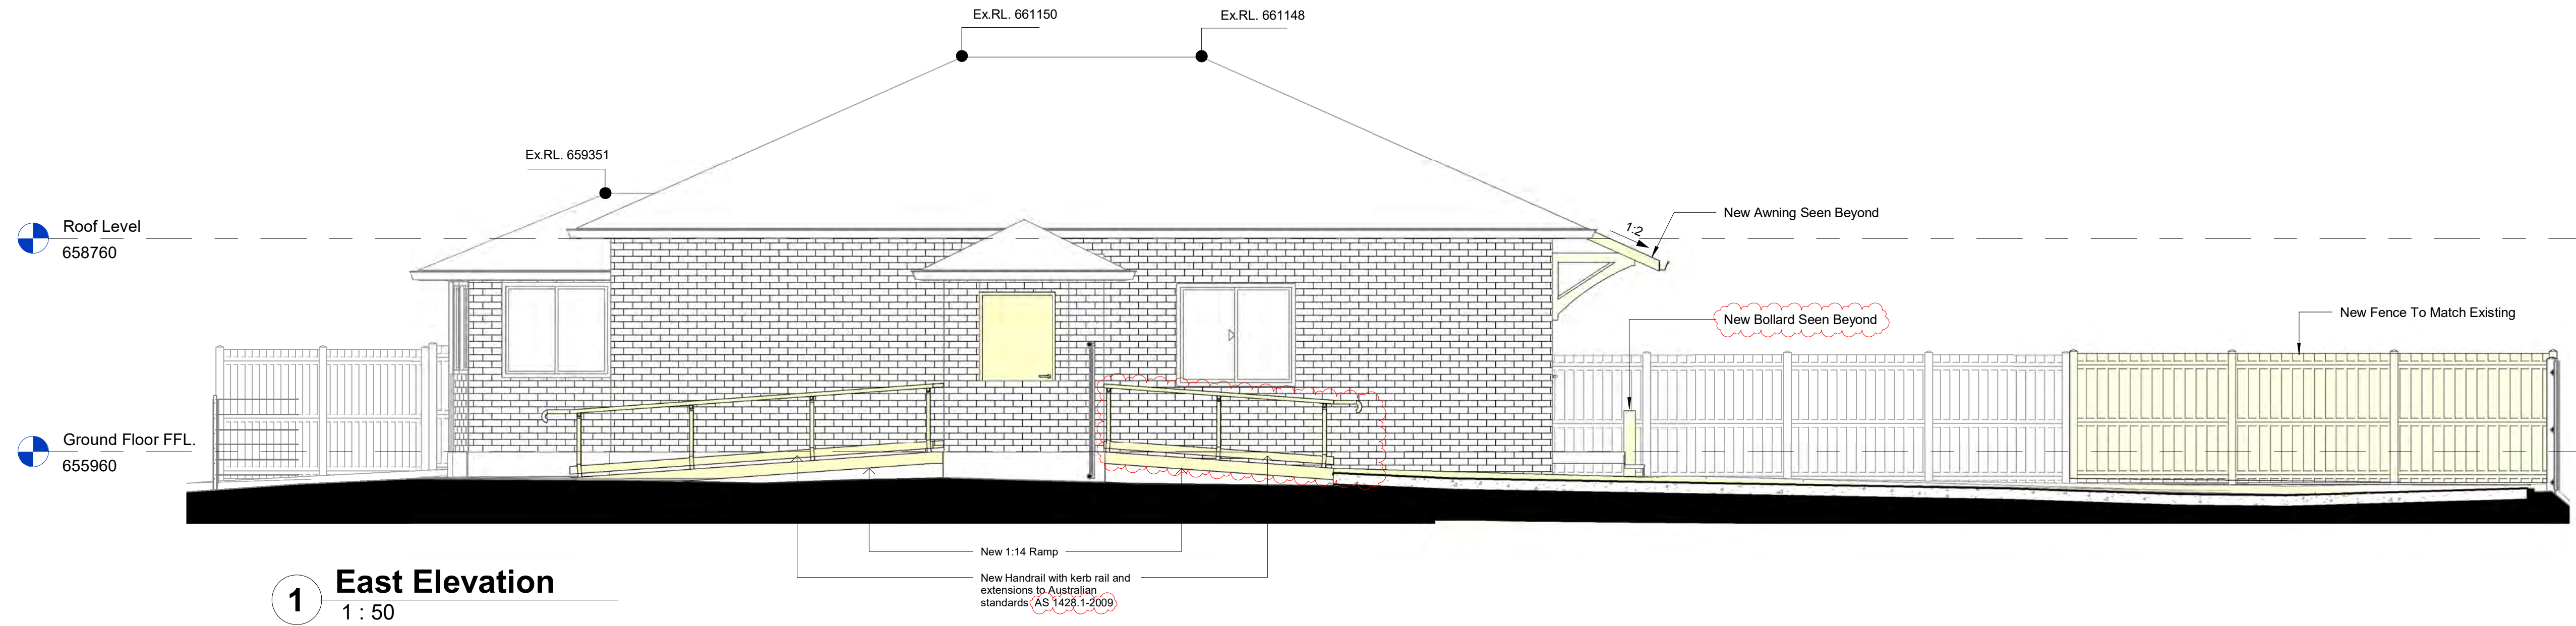 Ex.RL. 661150
Ex.RL. 661148
Ex.RL. 659351
Roof Level
658760
1:2
New Awning Seen Beyond
New Bollard Seen Beyond
New Fence To Match Existing
Ground Floor FFL.
655960
New 1:14 Ramp
New Handrail with kerb rail and
extensions to Australian
standards AS 1428.1-2009
1
East Elevation
1 : 50